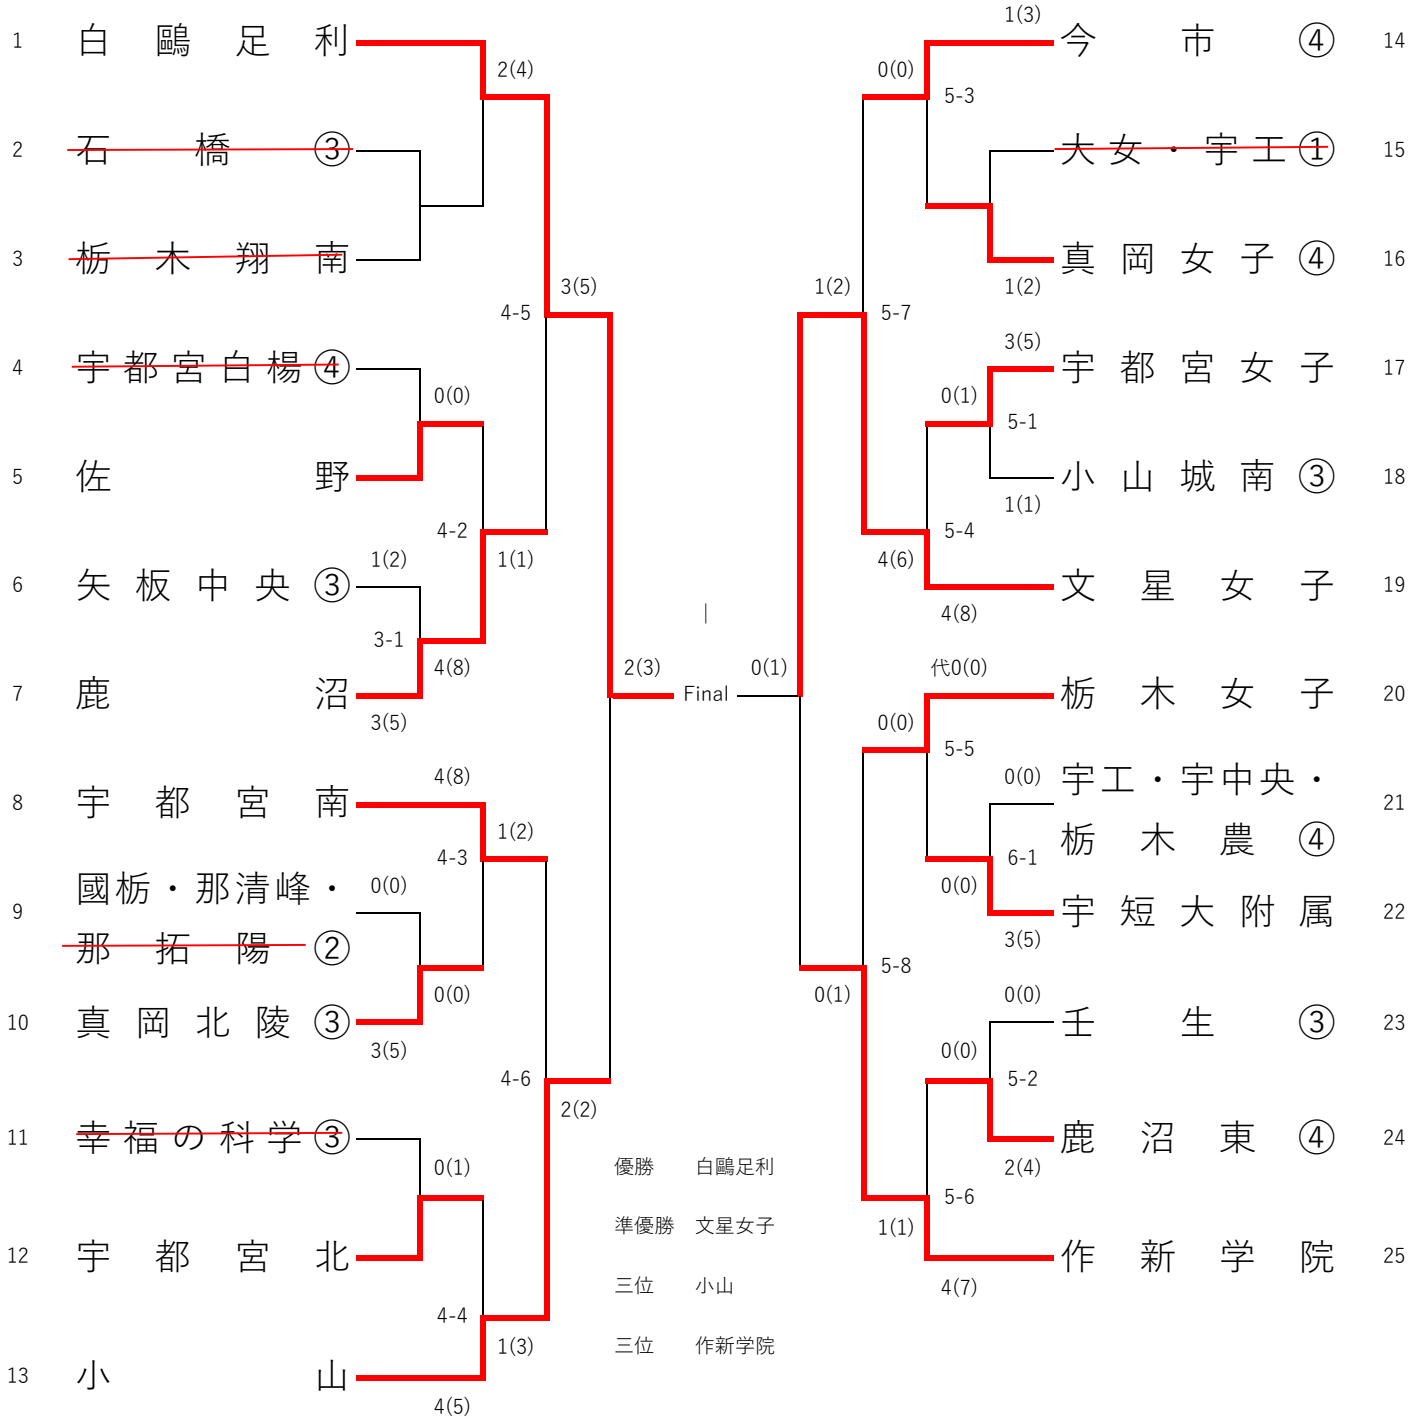 1 白鷗足利
2(4)
2 石橋③
3 栃木翔南
3(5)
4-5
4 宇都宮白楊④
0(0)
5 佐野
4-2
1(1)
1(2)
6 矢板中央③
3-1
4(8)
7 鹿沼
3(5)
4(8)
8 宇都宮南
1(2)
4-3
0(0)
國栃・那清峰・
9
那拓陽②
0(0)
10 真岡北陵③
3(5)
4-6
2(2)
11 幸福の科学③
0(1)
12 宇都宮北
4-4
1(3)
13 小山
4(5)
|
2(3) Final 0(1)
優勝 白鷗足利
準優勝 文星女子
三位 小山
三位 作新学院
1(3)
今市④ 14
0(0)
5-3
大女・宇工① 15
真岡女子④ 16
1(2)
1(2)
5-7
3(5)
宇都宮女子 17
0(1)
5-1
小山城南③ 18
1(1)
5-4
4(6)
文星女子 19
4(8)
代0(0)
栃木女子 20
0(0)
5-5
0(0)
宇工・宇中央・
21
栃木農④
6-1
0(0)
宇短大附属 22
3(5)
5-8
0(1)
0(0)
壬生③ 23
0(0)
5-2
鹿沼東④ 24
2(4)
5-6
1(1)
作新学院 25
4(7)